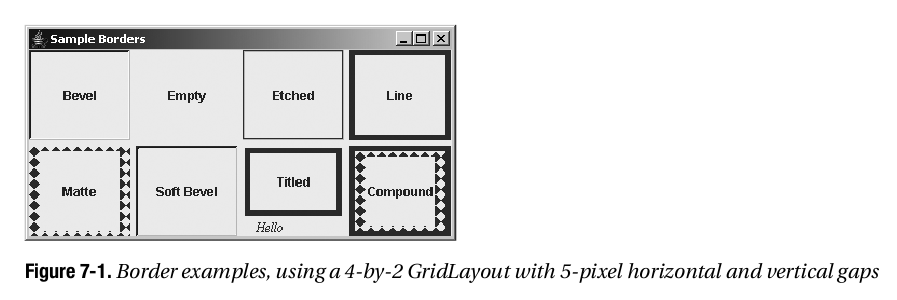 Sample Borders
Bevel Empty Etched Line
Matte Soft Bevel Titled Compound
Hello
Figure 7-1. Border examples, using a 4-by-2 GridLayout with 5-pixel horizontal and vertical gaps